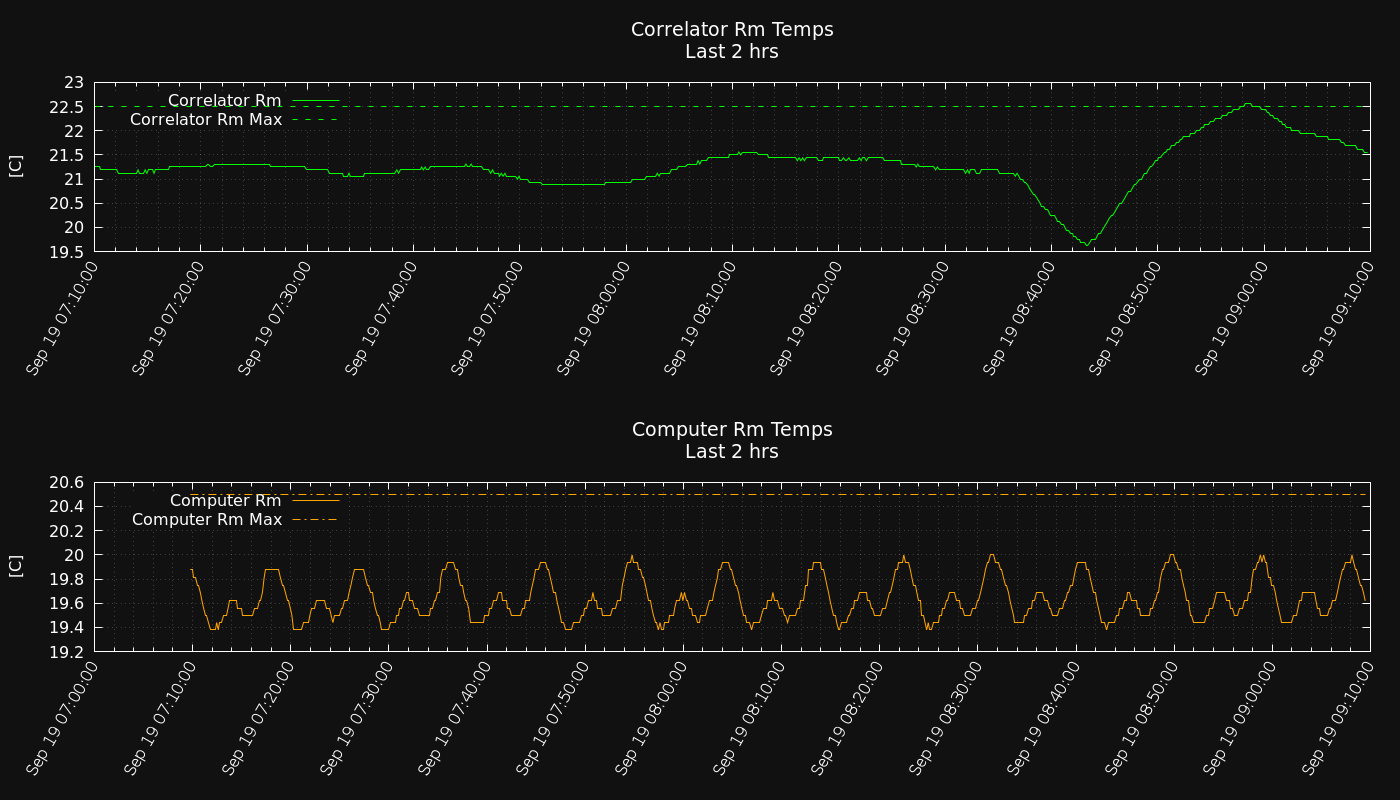 Correlator Rm Temps
Last 2 hrs
23
22.5
22
21.5
21
20.5
20
19.5
[C]
Correlator Rm
Correlator Rm Max
Sep 19 07:10:00
Sep 19 07:20:00
Sep 19 07:30:00
Sep 19 07:40:00
Sep 19 07:50:00
Sep 19 08:00:00
Sep 19 08:10:00
Sep 19 08:20:00
Sep 19 08:30:00
Sep 19 08:40:00
Sep 19 08:50:00
Sep 19 09:00:00
Sep 19 09:10:00
Computer Rm Temps
Last 2 hrs
20.6
20.4
20.2
20
19.8
19.6
19.4
19.2
[C]
Computer Rm
Computer Rm Max
Sep 19 07:00:00
Sep 19 07:10:00
Sep 19 07:20:00
Sep 19 07:30:00
Sep 19 07:40:00
Sep 19 07:50:00
Sep 19 08:00:00
Sep 19 08:10:00
Sep 19 08:20:00
Sep 19 08:30:00
Sep 19 08:40:00
Sep 19 08:50:00
Sep 19 09:00:00
Sep 19 09:10:00